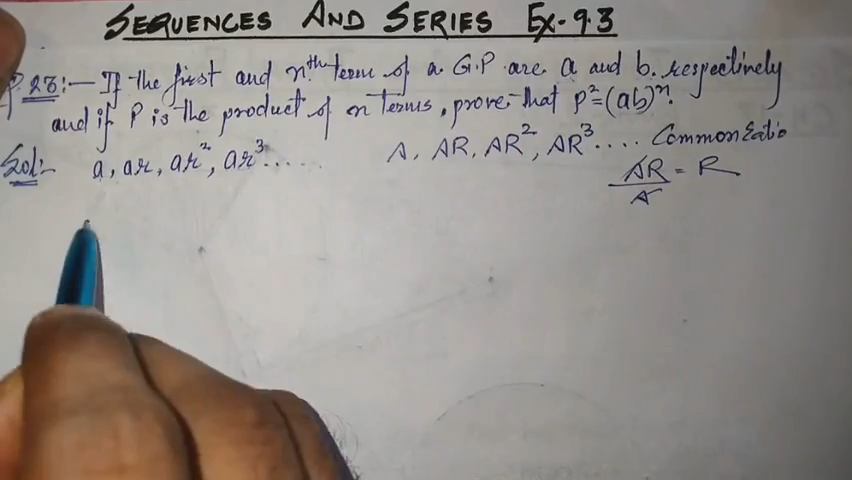 SEQUENCES AND SERIES Ex-9.3
23:- If the first and nth term of a G.P. are a and b. respectively
and if P is the product of n terms, prove that P²=(ab)ⁿ.
Sol:- a, ar, ar², ar³..... A, AR, AR², AR³.... Common Ratio
AR/A = R